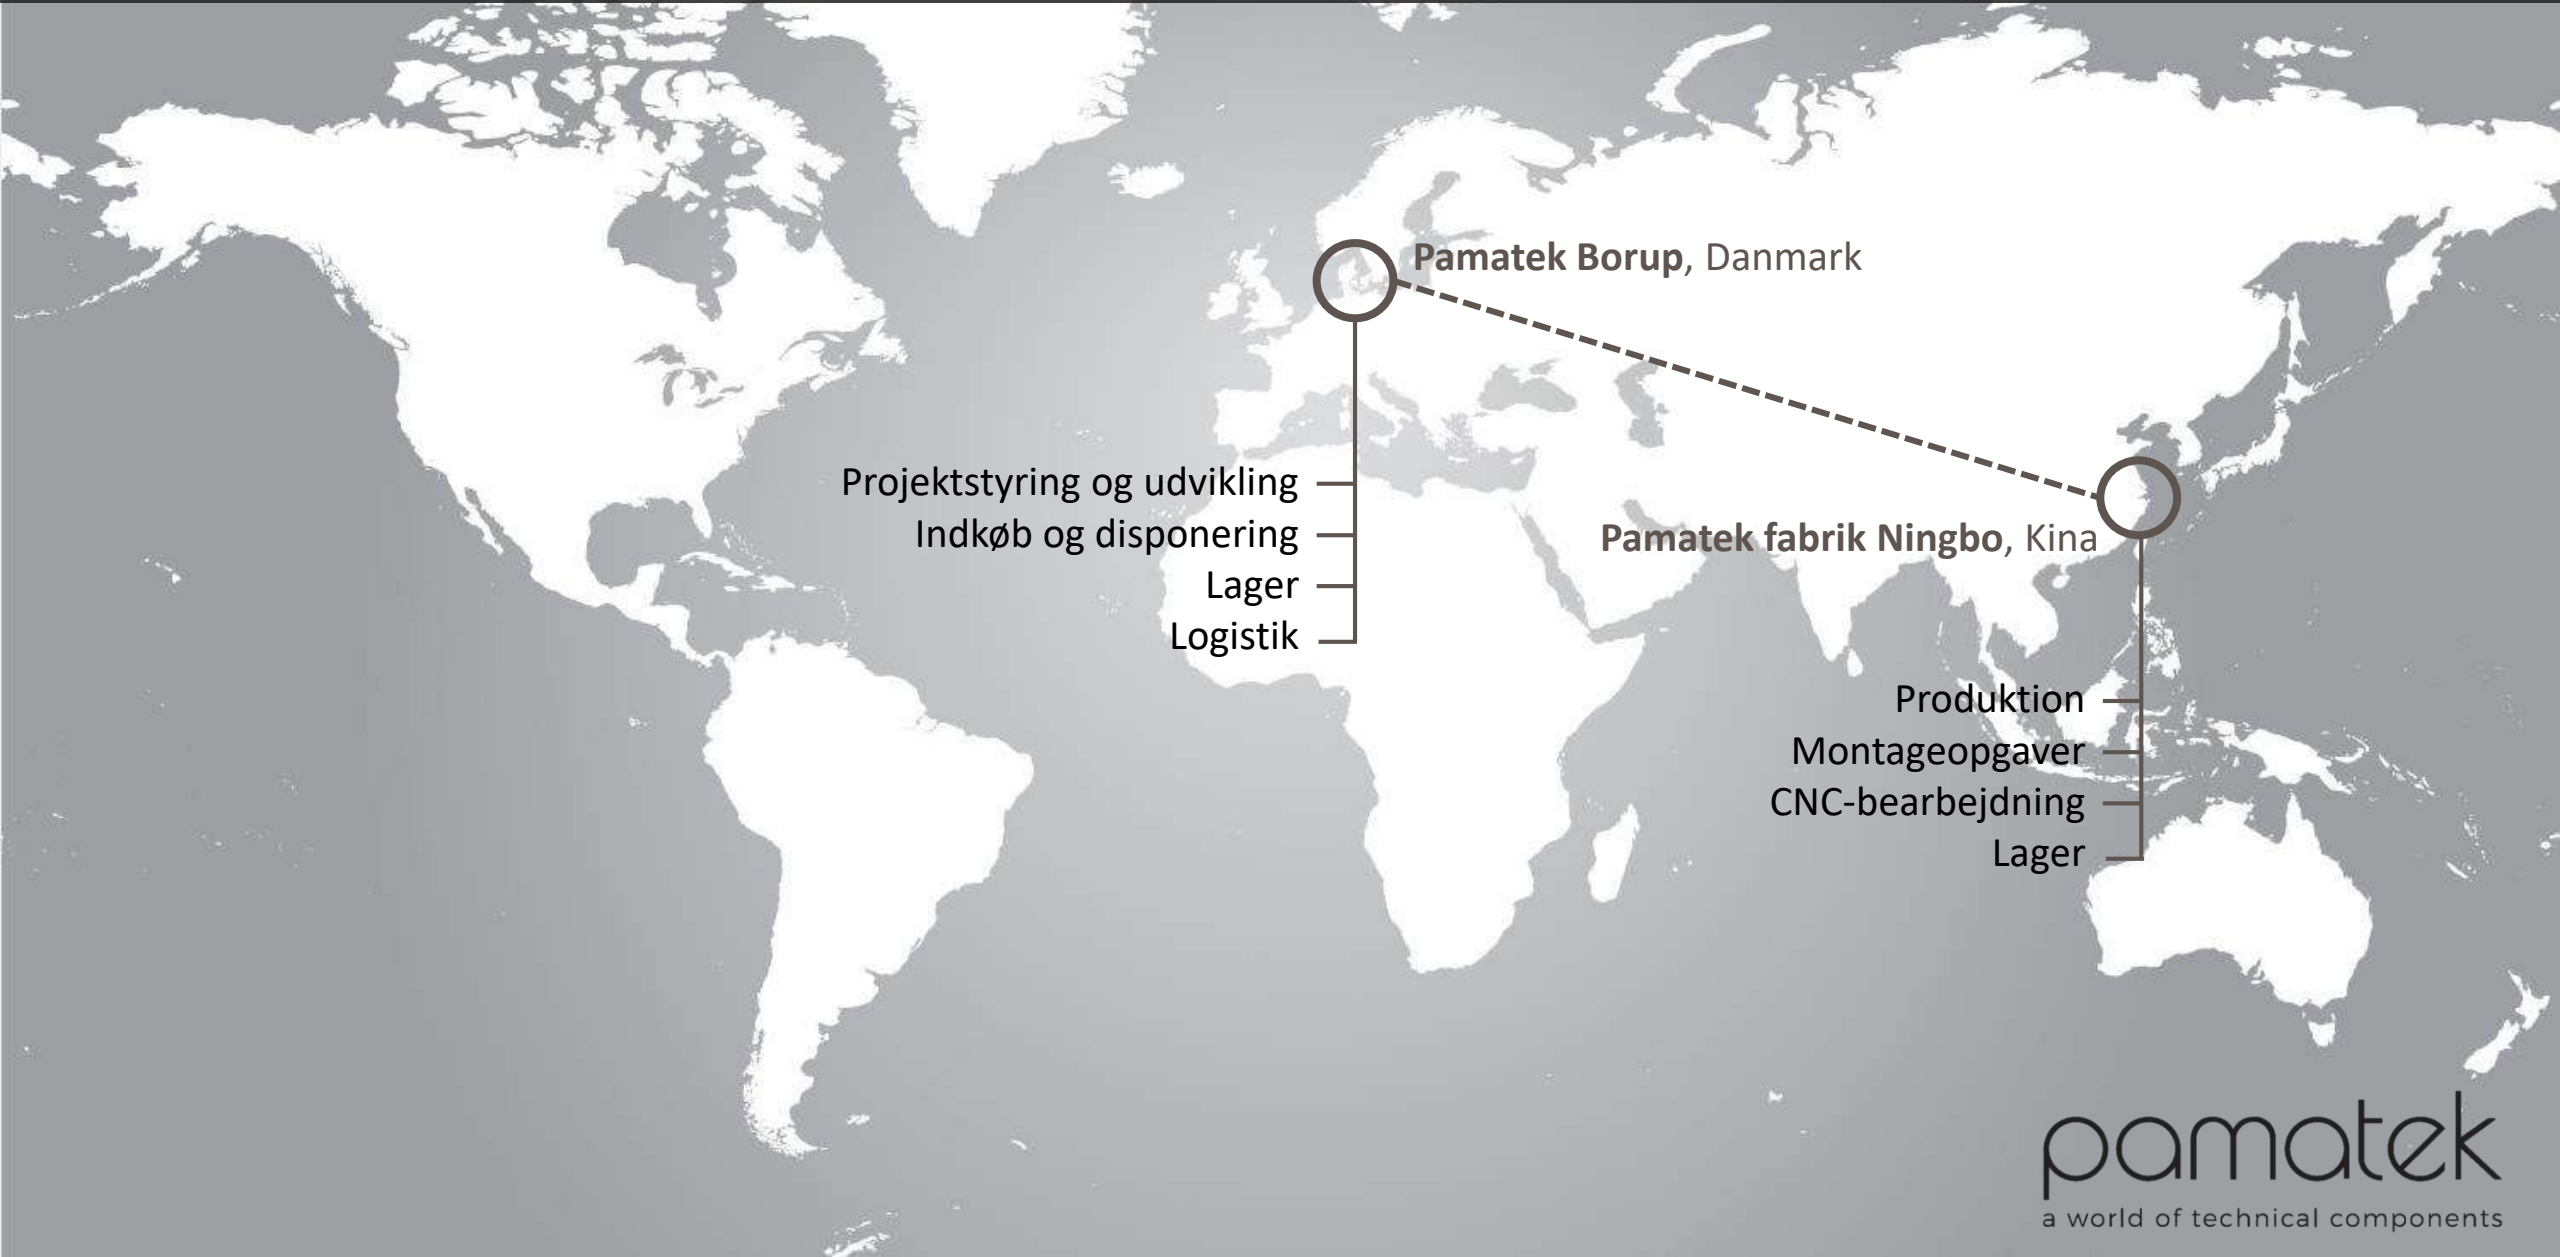 Pamatek Borup, Danmark
Projektstyring og udvikling
Indkøb og disponering
Lager
Logistik
Pamatek fabrik Ningbo, Kina
Produktion
Montageopgaver
CNC-bearbejdning
Lager
pamatek
a world of technical components